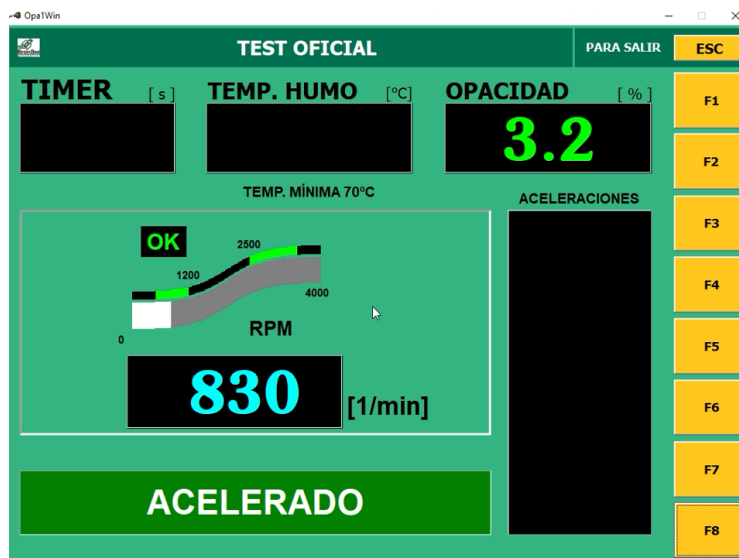 Opa1Win
TEST OFICIAL
PARA SALIR
ESC
TIMER [ s ]
TEMP. HUMO [ºC]
OPACIDAD [ % ]
3.2
TEMP. MÍNIMA 70ºC
ACELERACIONES
OK
2500
1200
4000
0
RPM
830
[1/min]
ACELERADO
F1
F2
F3
F4
F5
F6
F7
F8